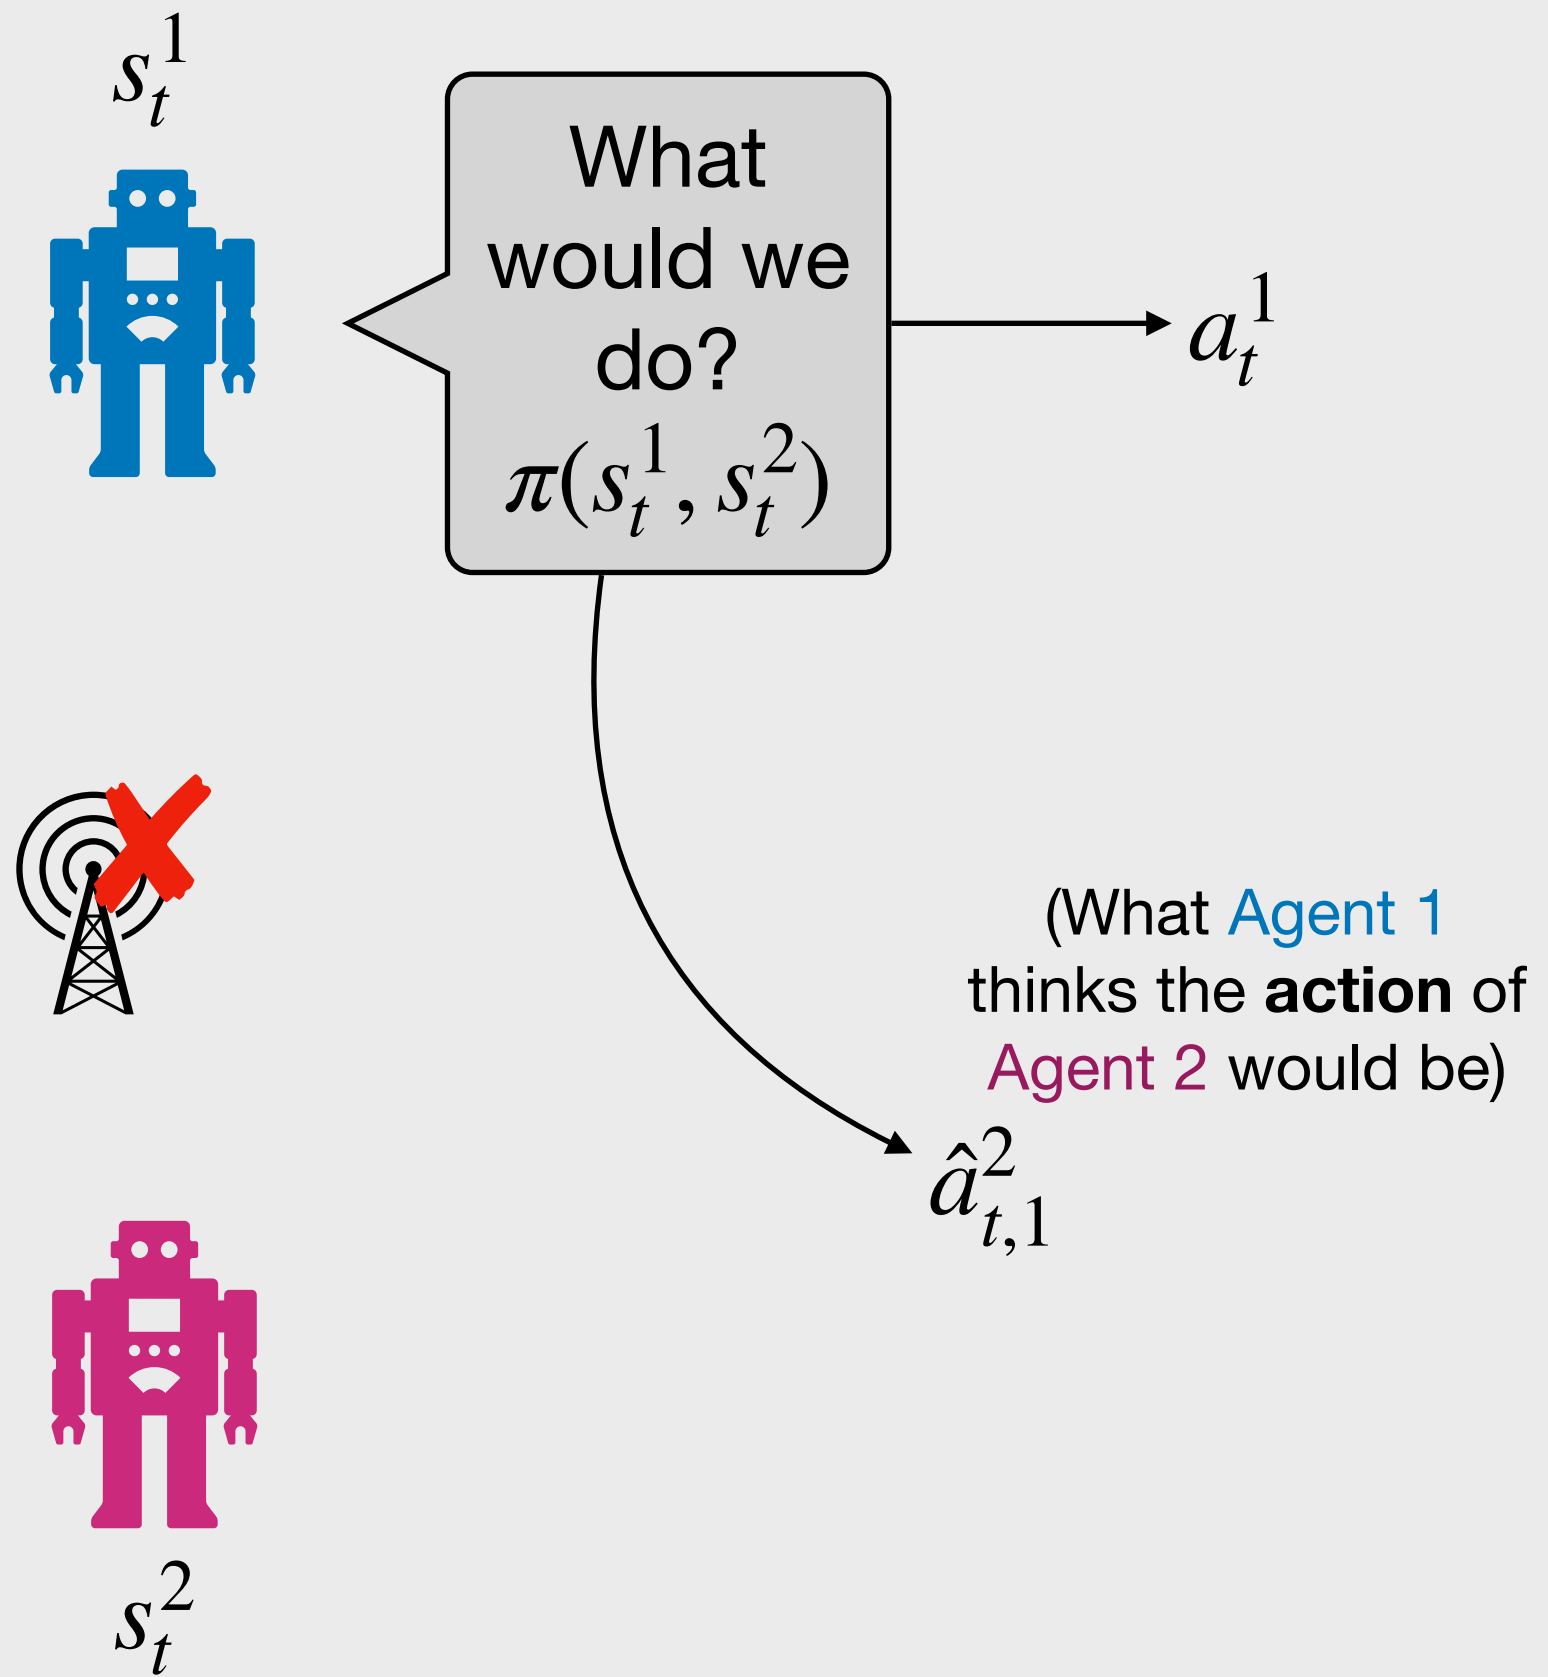 s_t^1
What
would we
do?
π(s_t^1, s_t^2)
a_t^1
(What Agent 1
thinks the action of
Agent 2 would be)
â_{t,1}^2
s_t^2